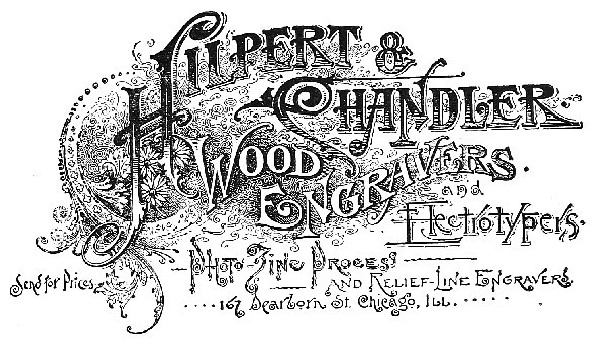 HILPERT &
CHANDLER.
WOOD
ENGRAVERS.
and
Electrotypers.
Photo-Zinc Process
AND RELIEF-LINE ENGRAVERS.
Send for Prices.
167 Dearborn St. Chicago, Ill.